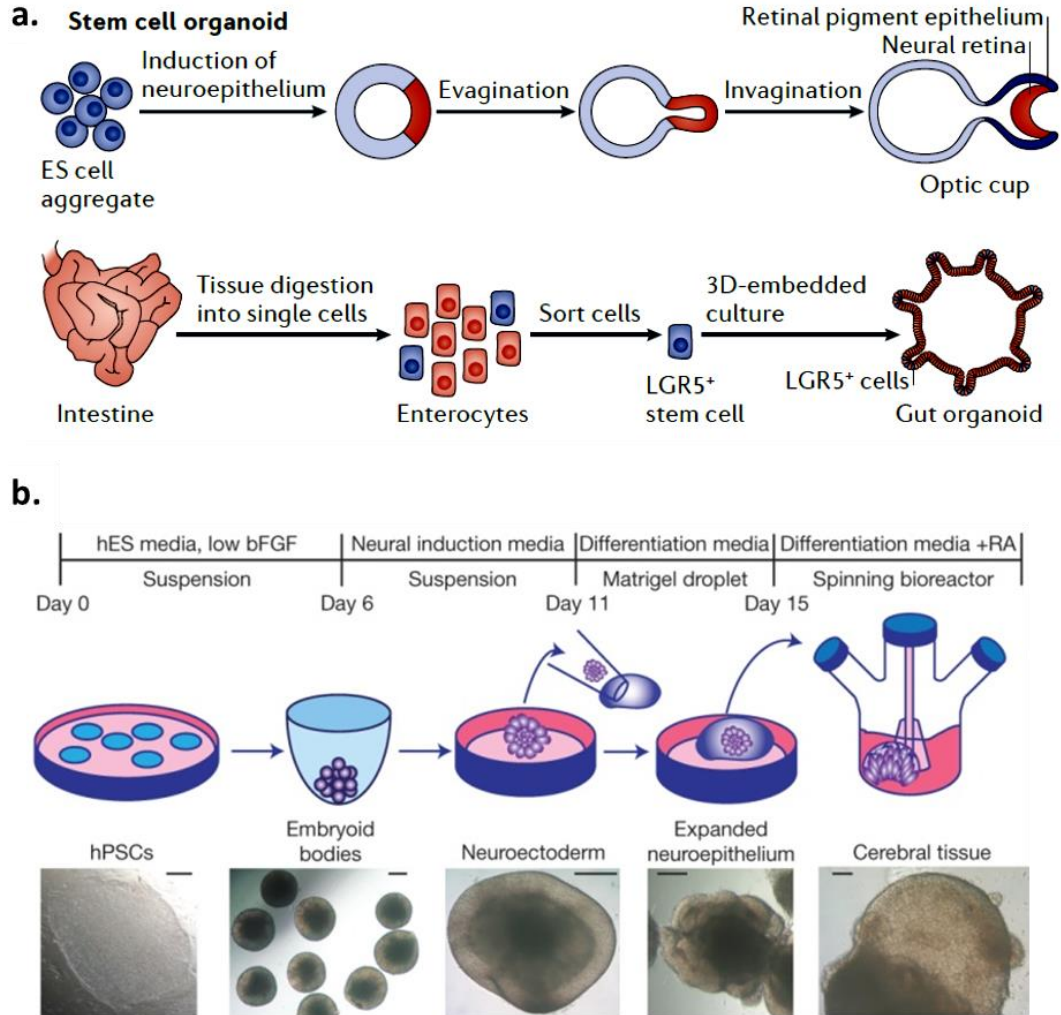 a.
Stem cell organoid
Induction of
neuroepithelium
Evagination
Invagination
Retinal pigment epithelium
Neural retina
ES cell
aggregate
Optic cup
Tissue digestion
into single cells
Sort cells
3D-embedded
culture
Intestine
Enterocytes
LGR5⁺
stem cell
LGR5⁺ cells
Gut organoid
b.
hES media, low bFGF
Neural induction media
Differentiation media
Differentiation media +RA
Suspension
Suspension
Matrigel droplet
Spinning bioreactor
Day 0
Day 6
Day 11
Day 15
hPSCs
Embryoid
bodies
Neuroectoderm
Expanded
neuroepithelium
Cerebral tissue